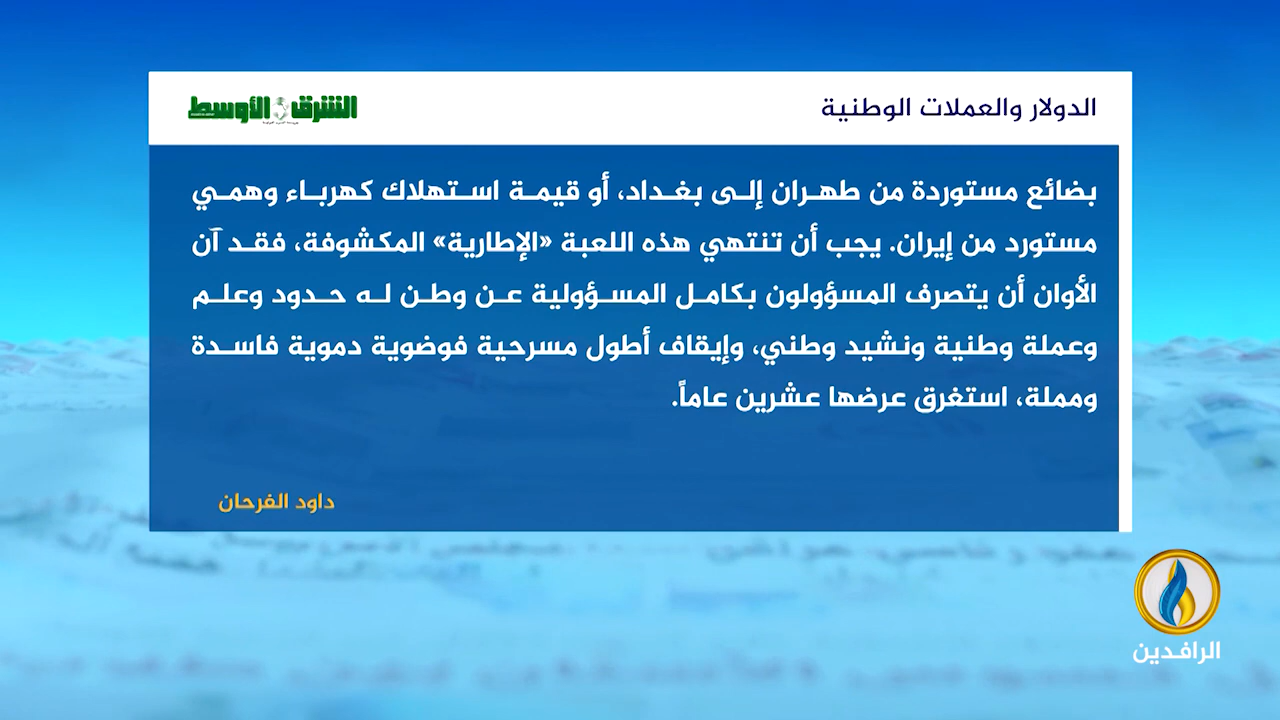 الدولار والعملات الوطنية
الشرق الأوسط
بضائع مستوردة من طهران إلى بغداد، أو قيمة استهلاك كهرباء وهمي
مستورد من إيران. يجب أن تنتهي هذه اللعبة «الإطارية» المكشوفة، فقد آن
الأوان أن يتصرف المسؤولون بكامل المسؤولية عن وطن له حدود وعلم
وعملة وطنية ونشيد وطني، وإيقاف أطول مسرحية فوضوية دموية فاسدة
ومملة، استغرق عرضها عشرين عاماً.
داود الفرحان
الرافدين